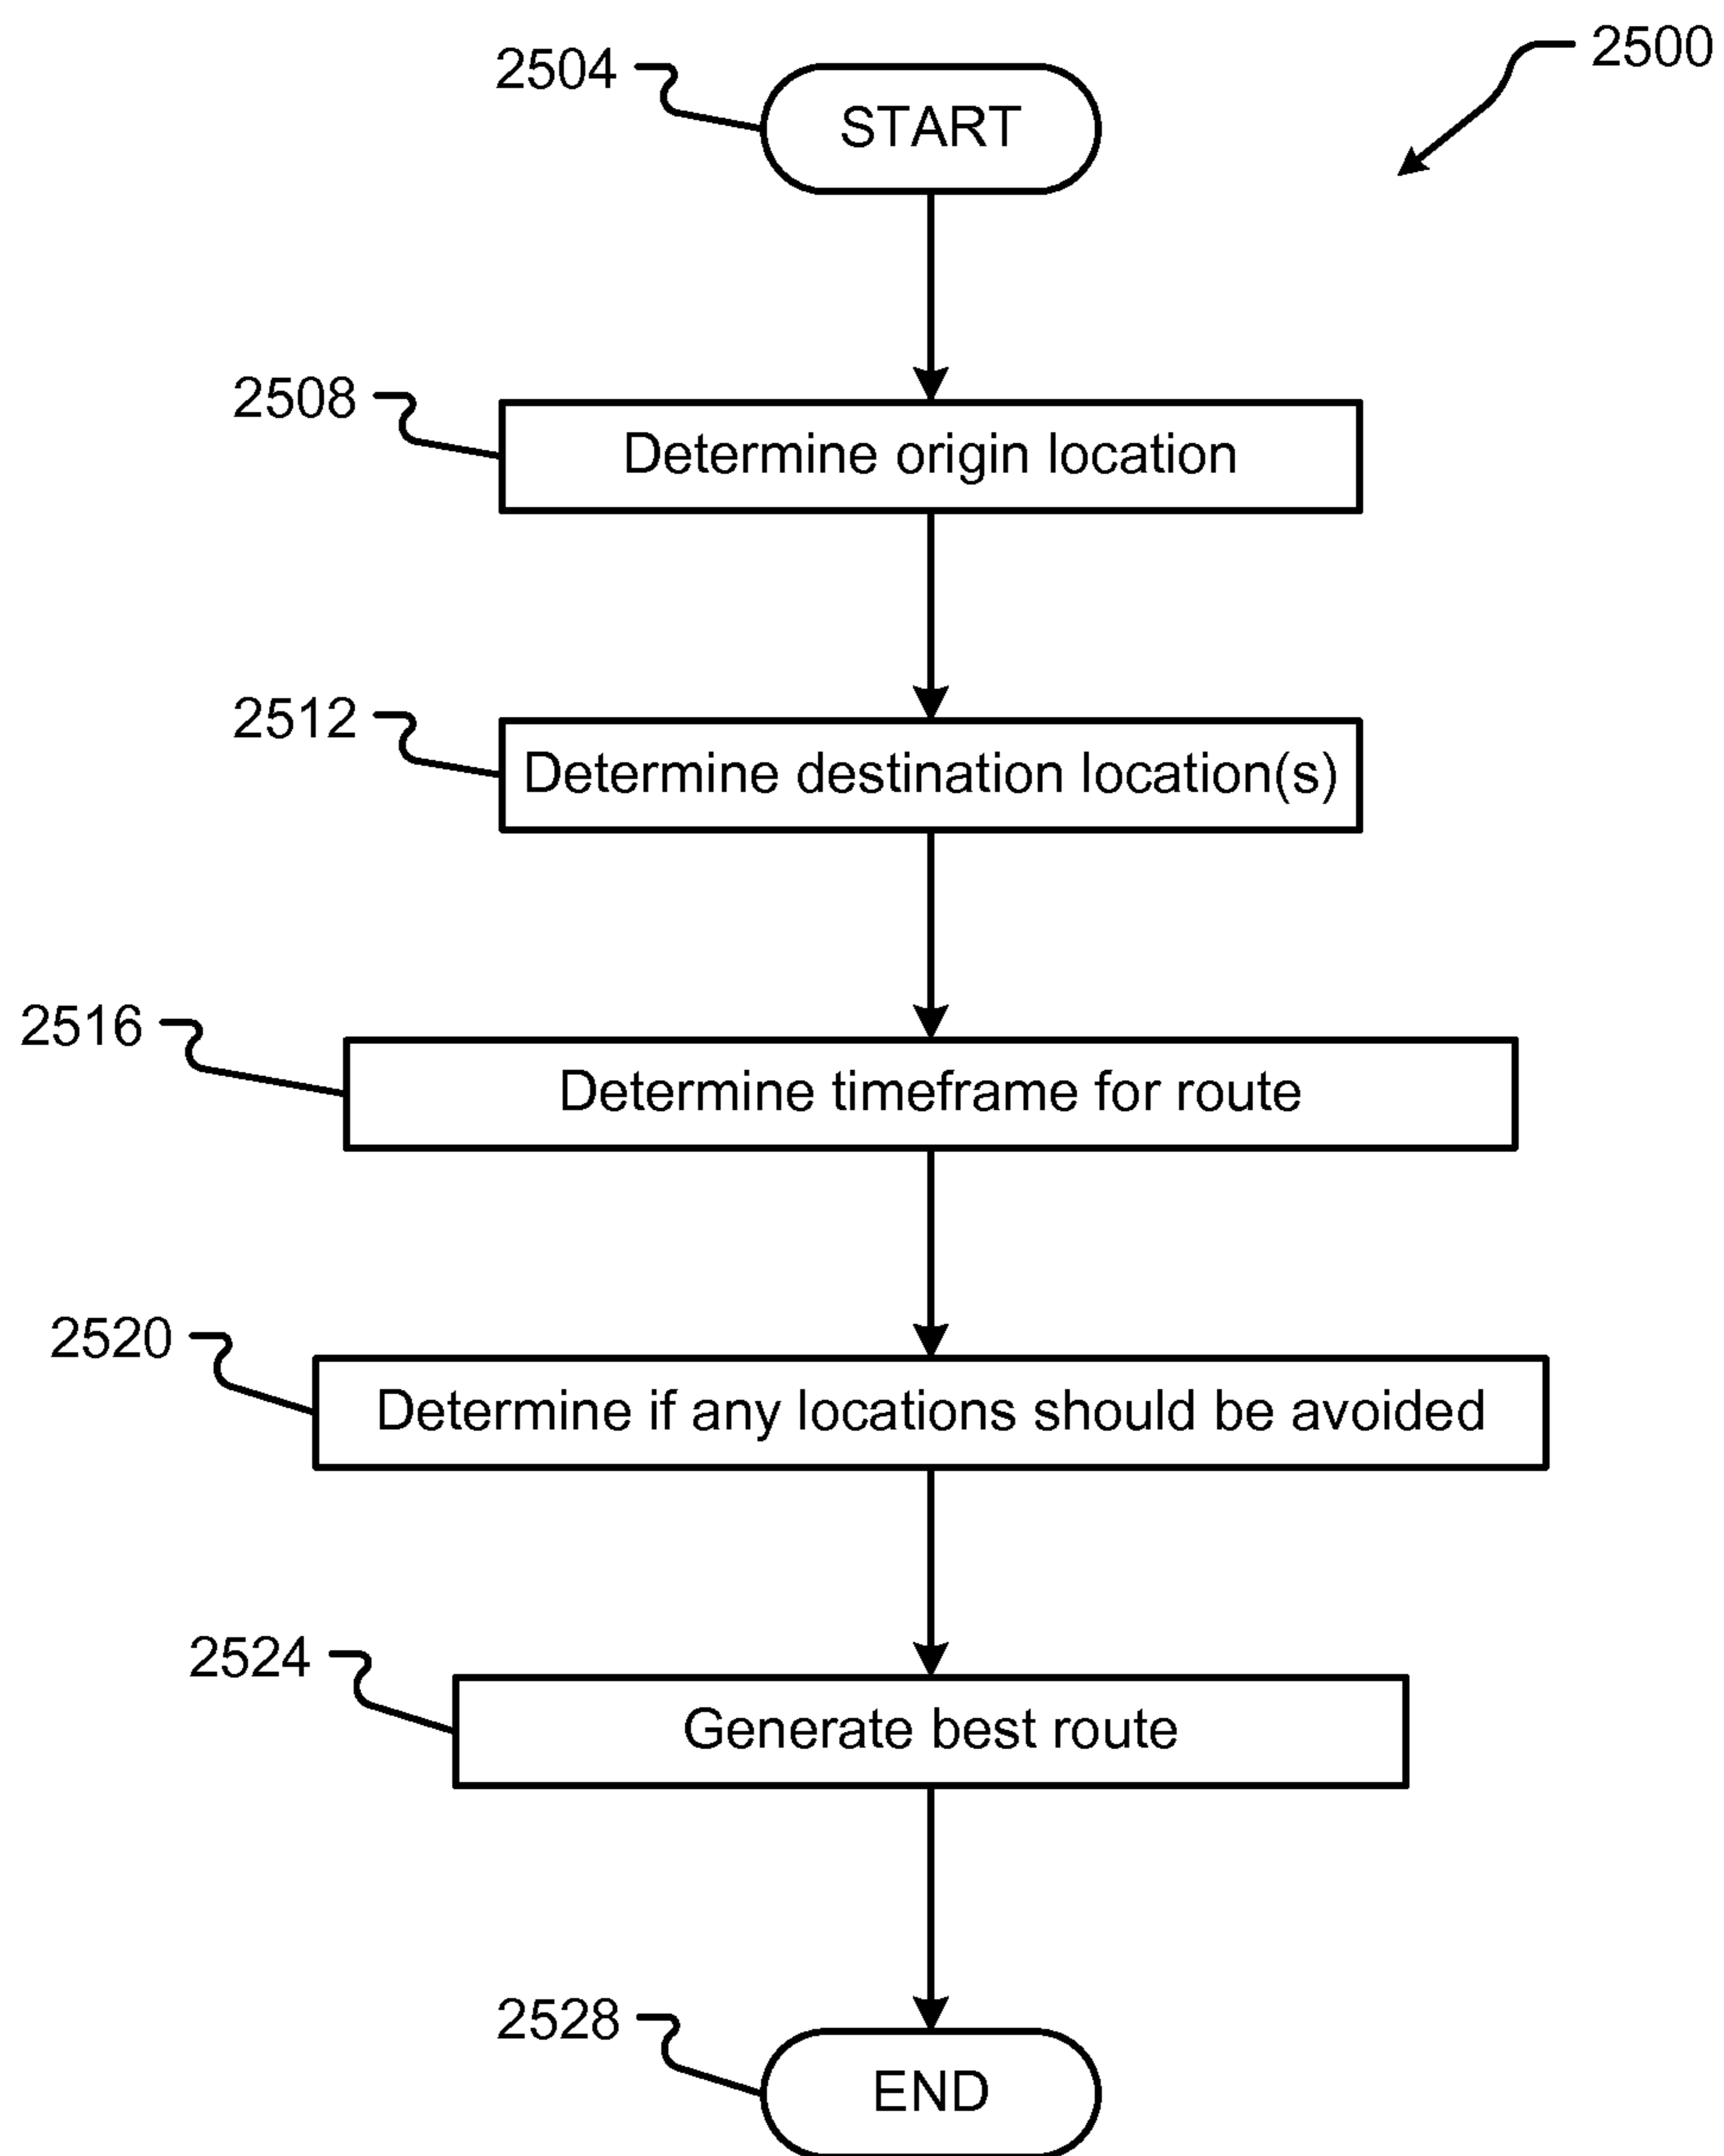 2500
2504
START
2508
Determine origin location
2512
Determine destination location(s)
2516
Determine timeframe for route
2520
Determine if any locations should be avoided
2524
Generate best route
2528
END